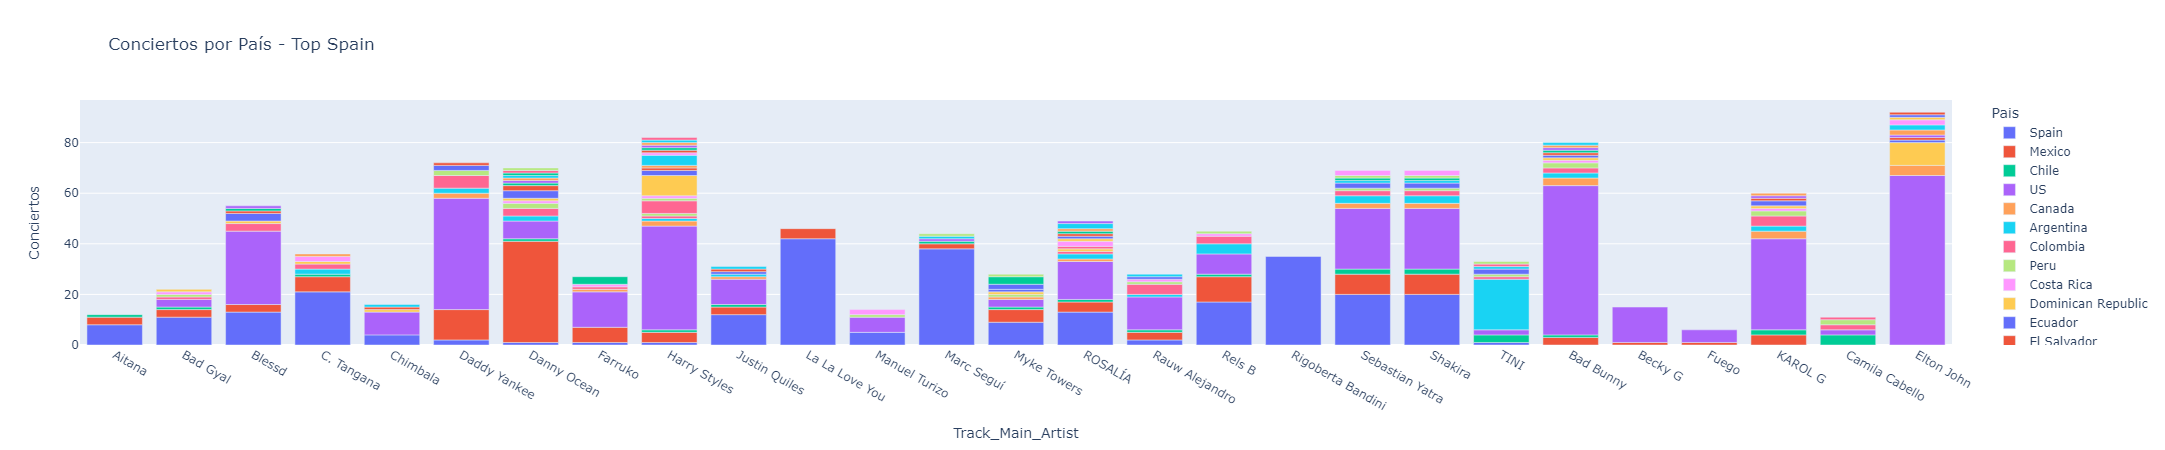 Conciertos por País - Top Spain
Conciertos
80
60
40
20
0
Aitana
Bad Gyal
Blessd
C. Tangana
Chimbala
Daddy Yankee
Danny Ocean
Farruko
Harry Styles
Justin Quiles
La La Love You
Manuel Turizo
Marc Seguí
Myke Towers
ROSALÍA
Rauw Alejandro
Rels B
Rigoberta Bandini
Sebastian Yatra
Shakira
TINI
Bad Bunny
Becky G
Fuego
KAROL G
Camila Cabello
Elton John
Track_Main_Artist
Pais
Spain
Mexico
Chile
US
Canada
Argentina
Colombia
Peru
Costa Rica
Dominican Republic
Ecuador
El Salvador